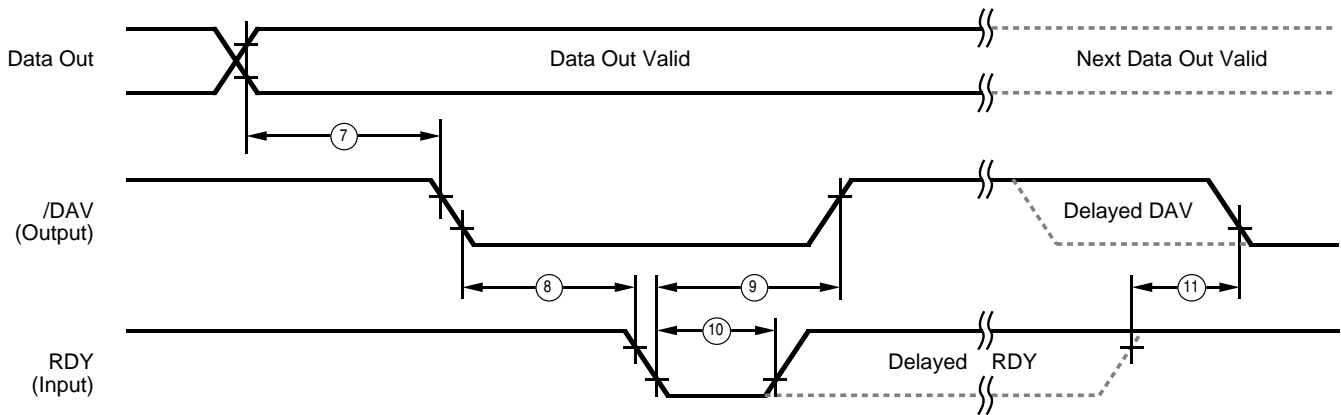 Data Out
Data Out Valid
Next Data Out Valid
7
/DAV
(Output)
Delayed DAV
8
9
11
10
RDY
(Input)
Delayed RDY